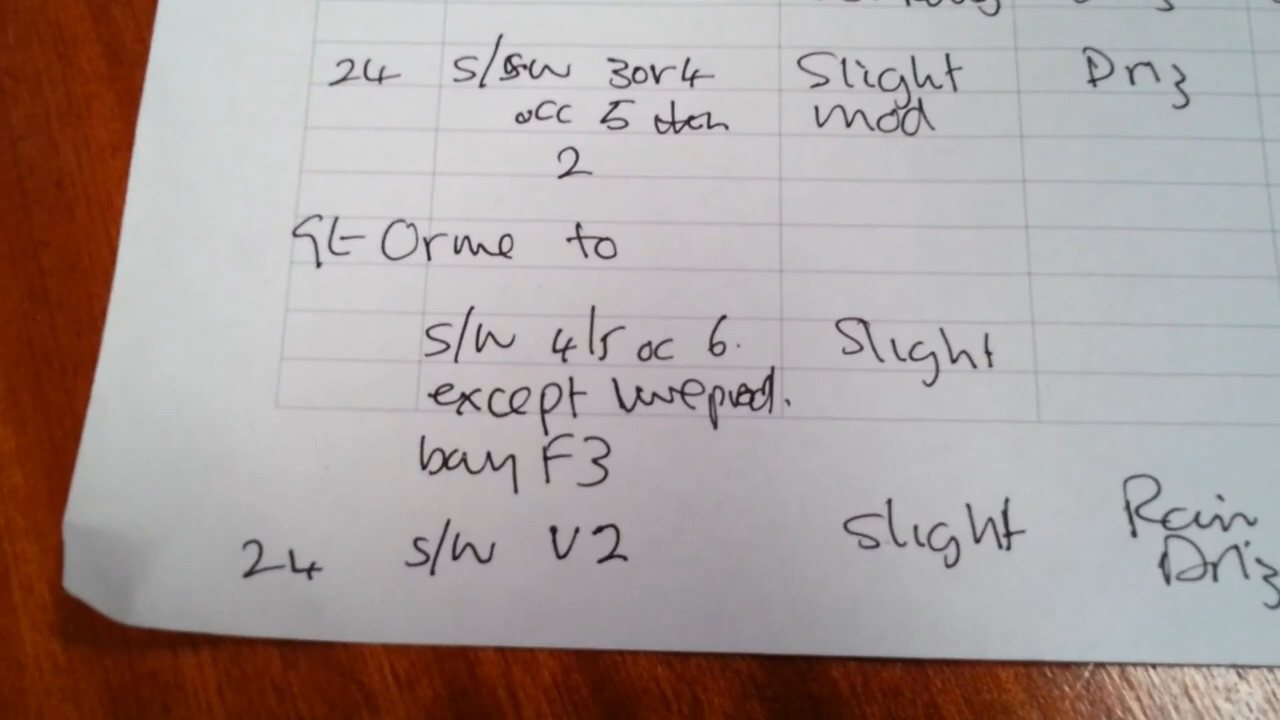 24 S/SW 3or4 Slight Driz
occ 5 then mod
2
Gt Orme to
S/W 4/5 oc 6. Slight
except
bay F3
24 S/W V2 Slight Rain
Driz